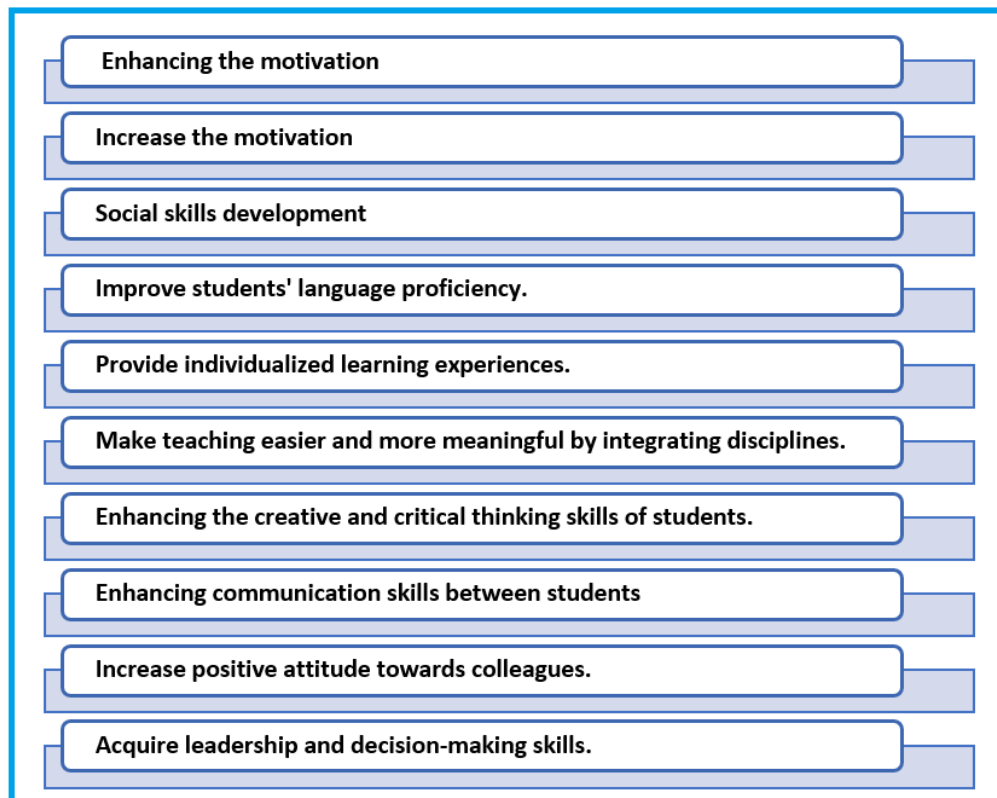 Enhancing the motivation
Increase the motivation
Social skills development
Improve students' language proficiency.
Provide individualized learning experiences.
Make teaching easier and more meaningful by integrating disciplines.
Enhancing the creative and critical thinking skills of students.
Enhancing communication skills between students
Increase positive attitude towards colleagues.
Acquire leadership and decision-making skills.